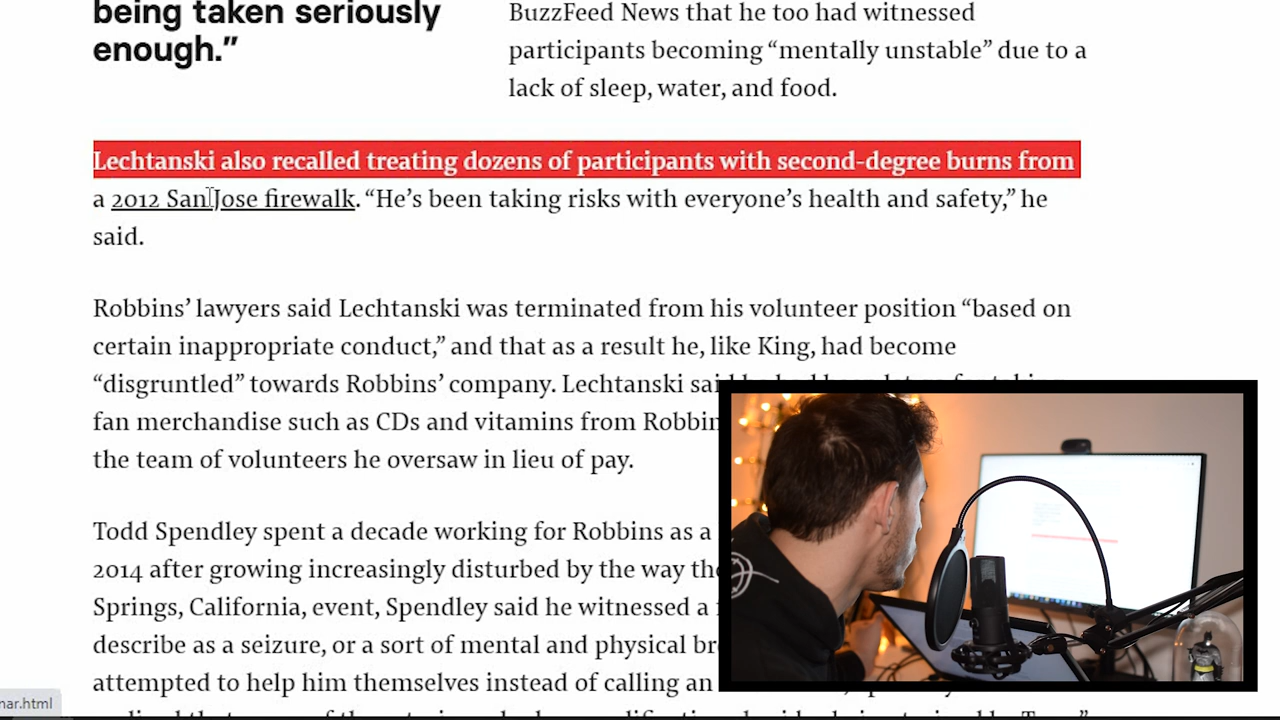 being taken seriously
enough.”
BuzzFeed News that he too had witnessed
participants becoming “mentally unstable” due to a
lack of sleep, water, and food.
Lechtanski also recalled treating dozens of participants with second-degree burns from
a 2012 San Jose firewalk. “He’s been taking risks with everyone’s health and safety,” he
said.
Robbins’ lawyers said Lechtanski was terminated from his volunteer position “based on
certain inappropriate conduct,” and that as a result he, like King, had become
“disgruntled” towards Robbins’ company. Lechtanski said
fan merchandise such as CDs and vitamins from Robbin
the team of volunteers he oversaw in lieu of pay.
Todd Spendley spent a decade working for Robbins as a
2014 after growing increasingly disturbed by the way the
Springs, California, event, Spendley said he witnessed a
describe as a seizure, or a sort of mental and physical br
attempted to help him themselves instead of calling an
nar.html